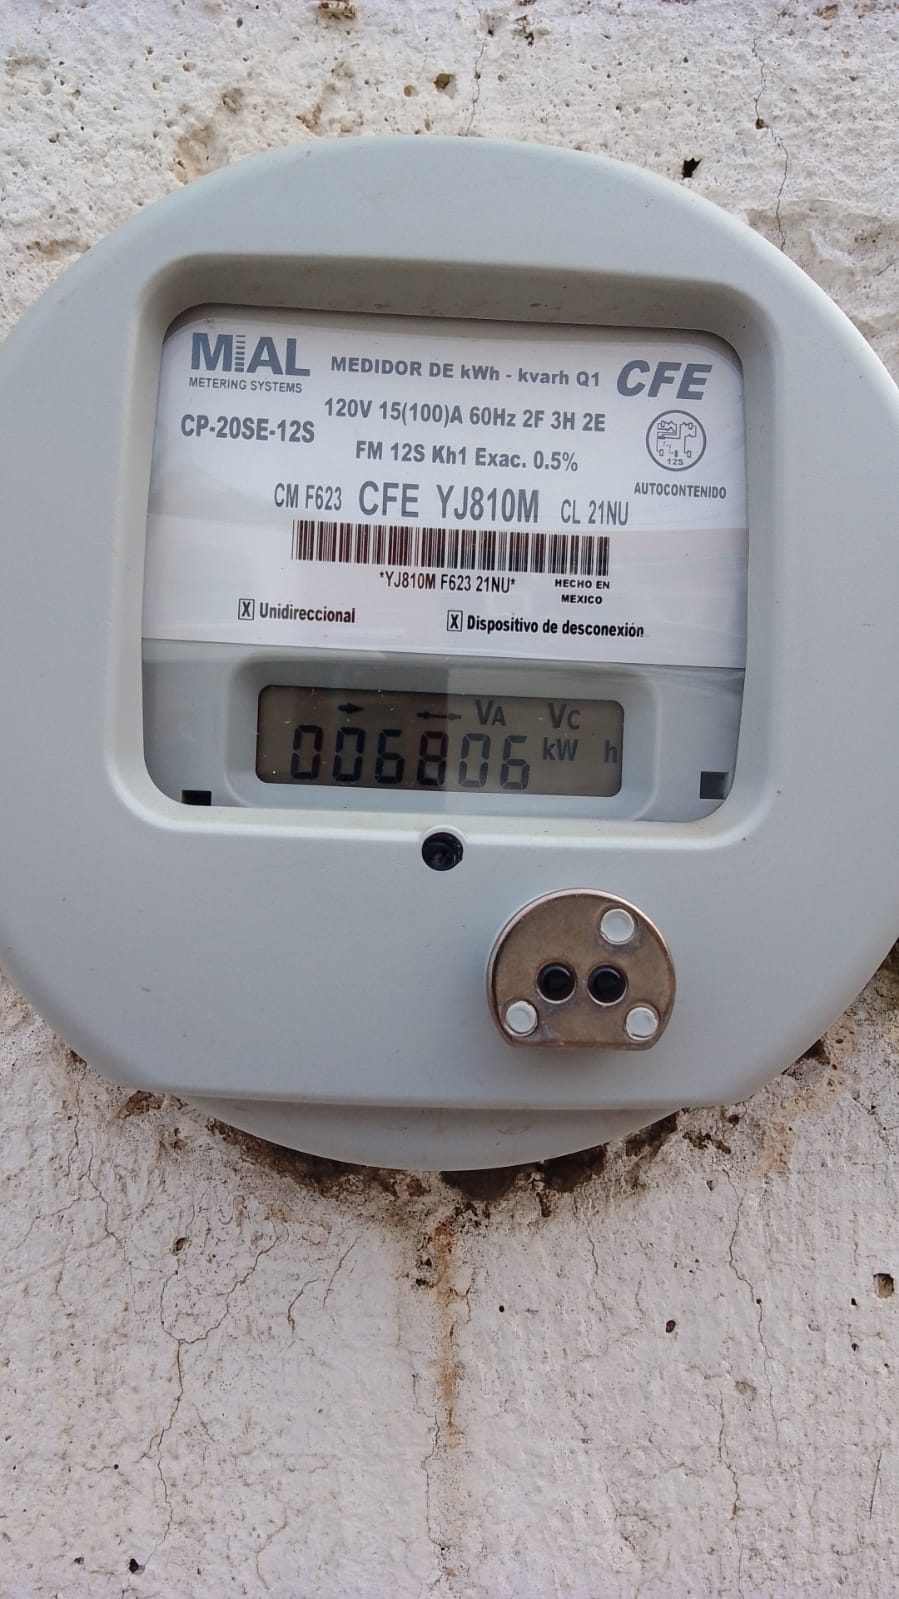 MIAL
METERING SYSTEMS
MEDIDOR DE kWh - kvarh Q1
CFE
CP-20SE-12S
120V 15(100)A 60Hz 2F 3H 2E
FM 12S Kh1 Exac. 0.5%
12S
AUTOCONTENIDO
CM F623 CFE YJ810M CL 21NU
*YJ810M F623 21NU*
HECHO EN
MEXICO
X Unidireccional
X Dispositivo de desconexión
VA VC
006806 kW h